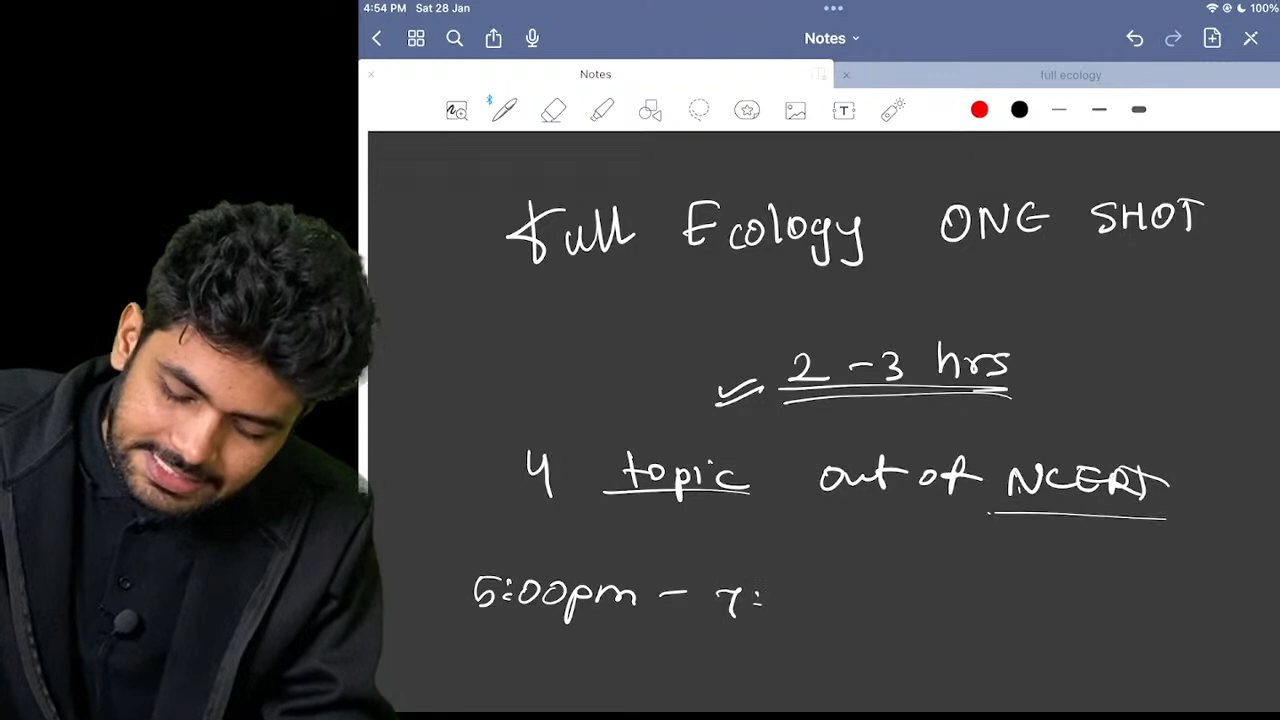 4:54 PM Sat 28 Jan 100%
Notes
Notes full ecology
T
Full Ecology ONE SHOT
2-3 hrs
4 topic out of NCERT
5:00pm - 7: